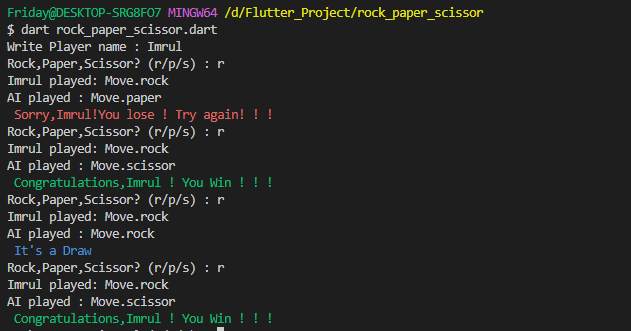 Friday@DESKTOP-SRG8FO7 MINGW64 /d/Flutter_Project/rock_paper_scissor
$ dart rock_paper_scissor.dart
Write Player name : Imrul
Rock,Paper,Scissor? (r/p/s) : r
Imrul played: Move.rock
AI played : Move.paper
Sorry,Imrul!You lose ! Try again! ! !
Rock,Paper,Scissor? (r/p/s) : r
Imrul played: Move.rock
AI played : Move.scissor
Congratulations,Imrul ! You Win ! ! !
Rock,Paper,Scissor? (r/p/s) : r
Imrul played: Move.rock
AI played : Move.rock
It's a Draw
Rock,Paper,Scissor? (r/p/s) : r
Imrul played: Move.rock
AI played : Move.scissor
Congratulations,Imrul ! You Win ! ! !